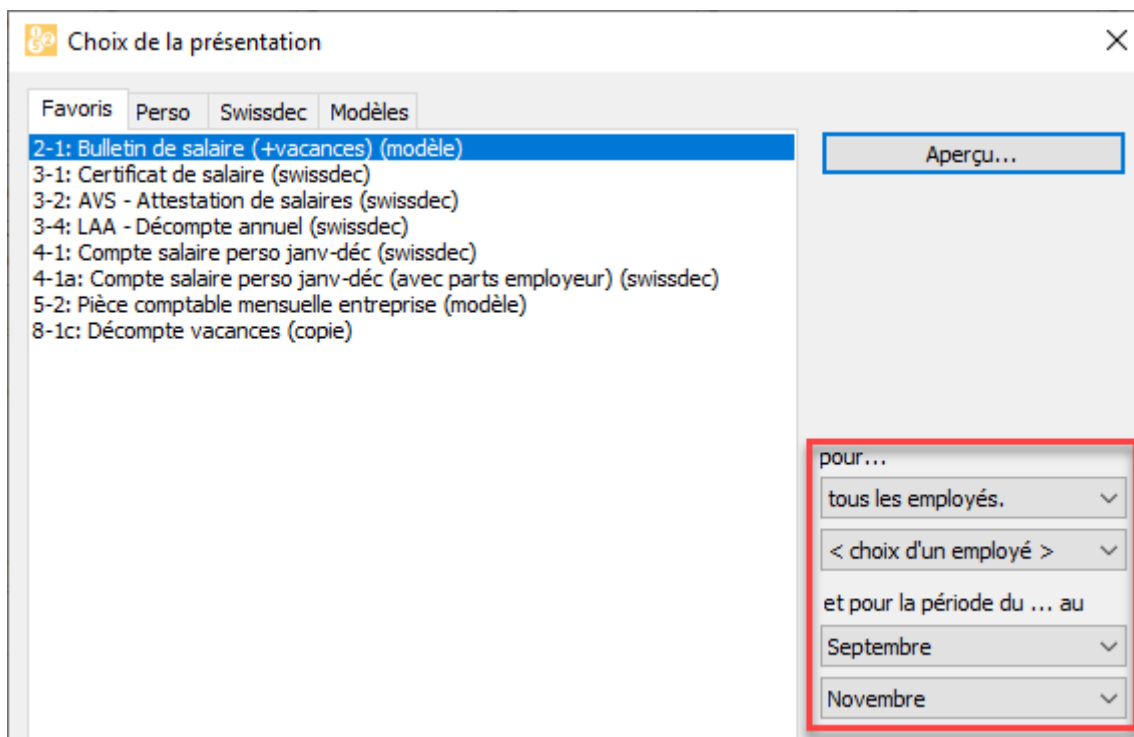 Choix de la présentation
Favoris Perso Swissdec Modèles
2-1: Bulletin de salaire (+vacances) (modèle)
3-1: Certificat de salaire (swissdec)
3-2: AVS - Attestation de salaires (swissdec)
3-4: LAA - Décompte annuel (swissdec)
4-1: Compte salaire perso janv-déc (swissdec)
4-1a: Compte salaire perso janv-déc (avec parts employeur) (swissdec)
5-2: Pièce comptable mensuelle entreprise (modèle)
8-1c: Décompte vacances (copie)
Aperçu...
pour...
tous les employés.
< choix d'un employé >
et pour la période du ... au
Septembre
Novembre